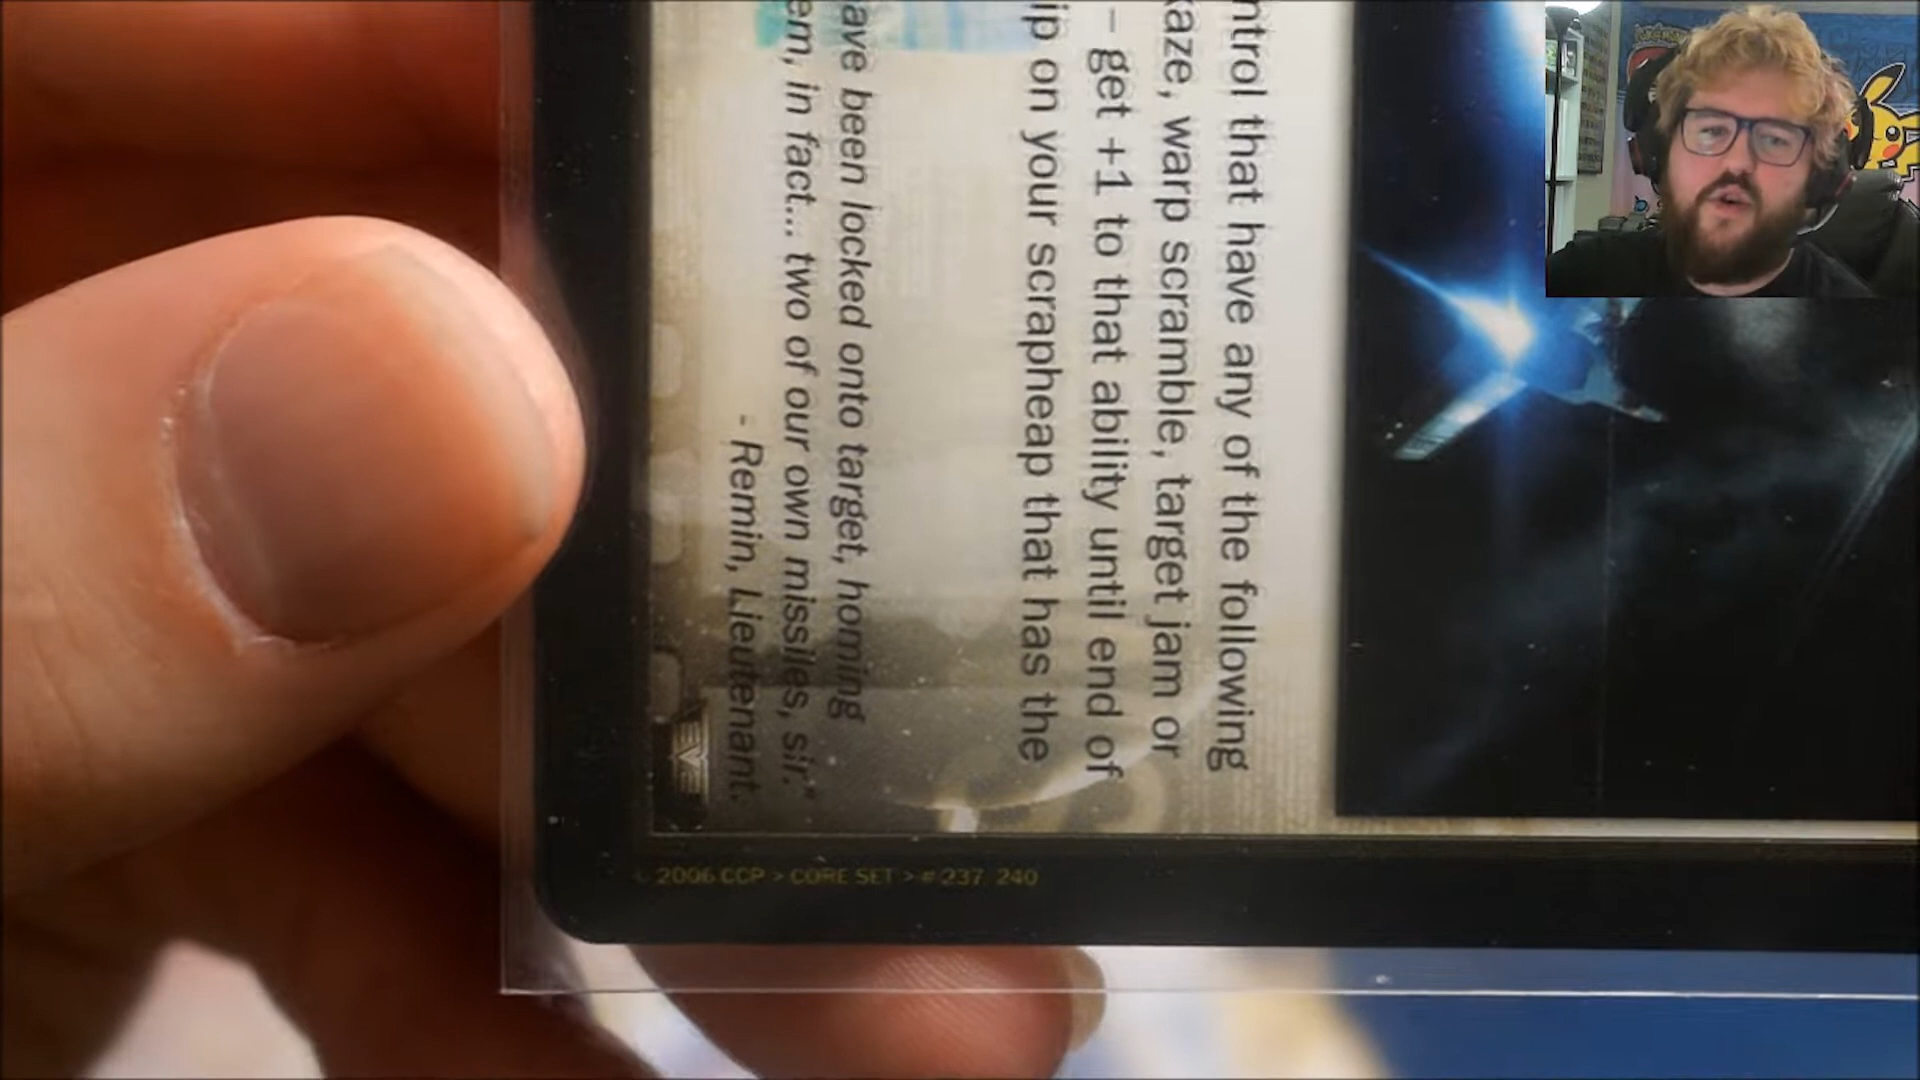 ntrol that have any of the following
kaze, warp scramble, target jam or
– get +1 to that ability until end of
ip on your scrapheap that has the
ave been locked onto target, homing
em, in fact... two of our own missiles, sir."
- Remin, Lieutenant.
© 2006 CCP > CORE SET > # 237, 240